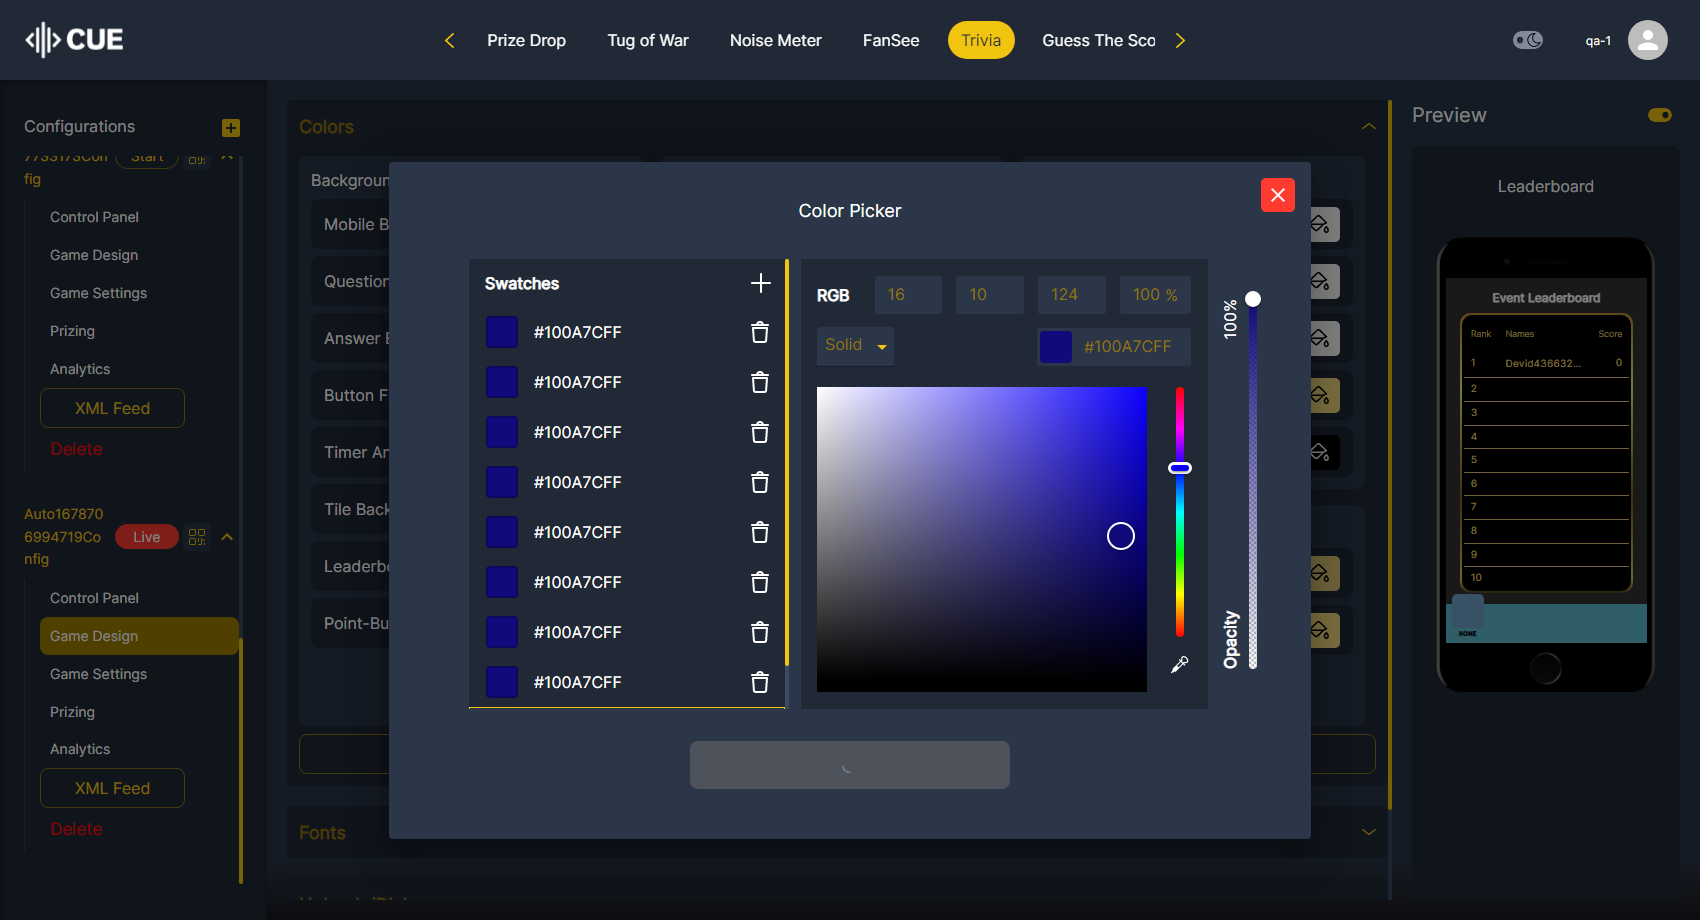 CUE
Prize Drop
Tug of War
Noise Meter
FanSee
Trivia
Guess The Sco
qa-1
Configurations
Start
fig
Control Panel
Game Design
Game Settings
Prizing
Analytics
XML Feed
Delete
Auto167870
6994719Co
nfig
Live
Control Panel
Game Design
Game Settings
Prizing
Analytics
XML Feed
Delete
Colors
Backgroun
Mobile B
Question
Answer B
Button F
Timer An
Tile Back
Leaderbo
Point-Bu
Fonts
Color Picker
Swatches
#100A7CFF
#100A7CFF
#100A7CFF
#100A7CFF
#100A7CFF
#100A7CFF
#100A7CFF
#100A7CFF
RGB
16
10
124
100 %
Solid
#100A7CFF
100%
Opacity
Preview
Leaderboard
Event Leaderboard
Rank Names Score
1 Devid436632... 0
2
3
4
5
6
7
8
9
10
HOME